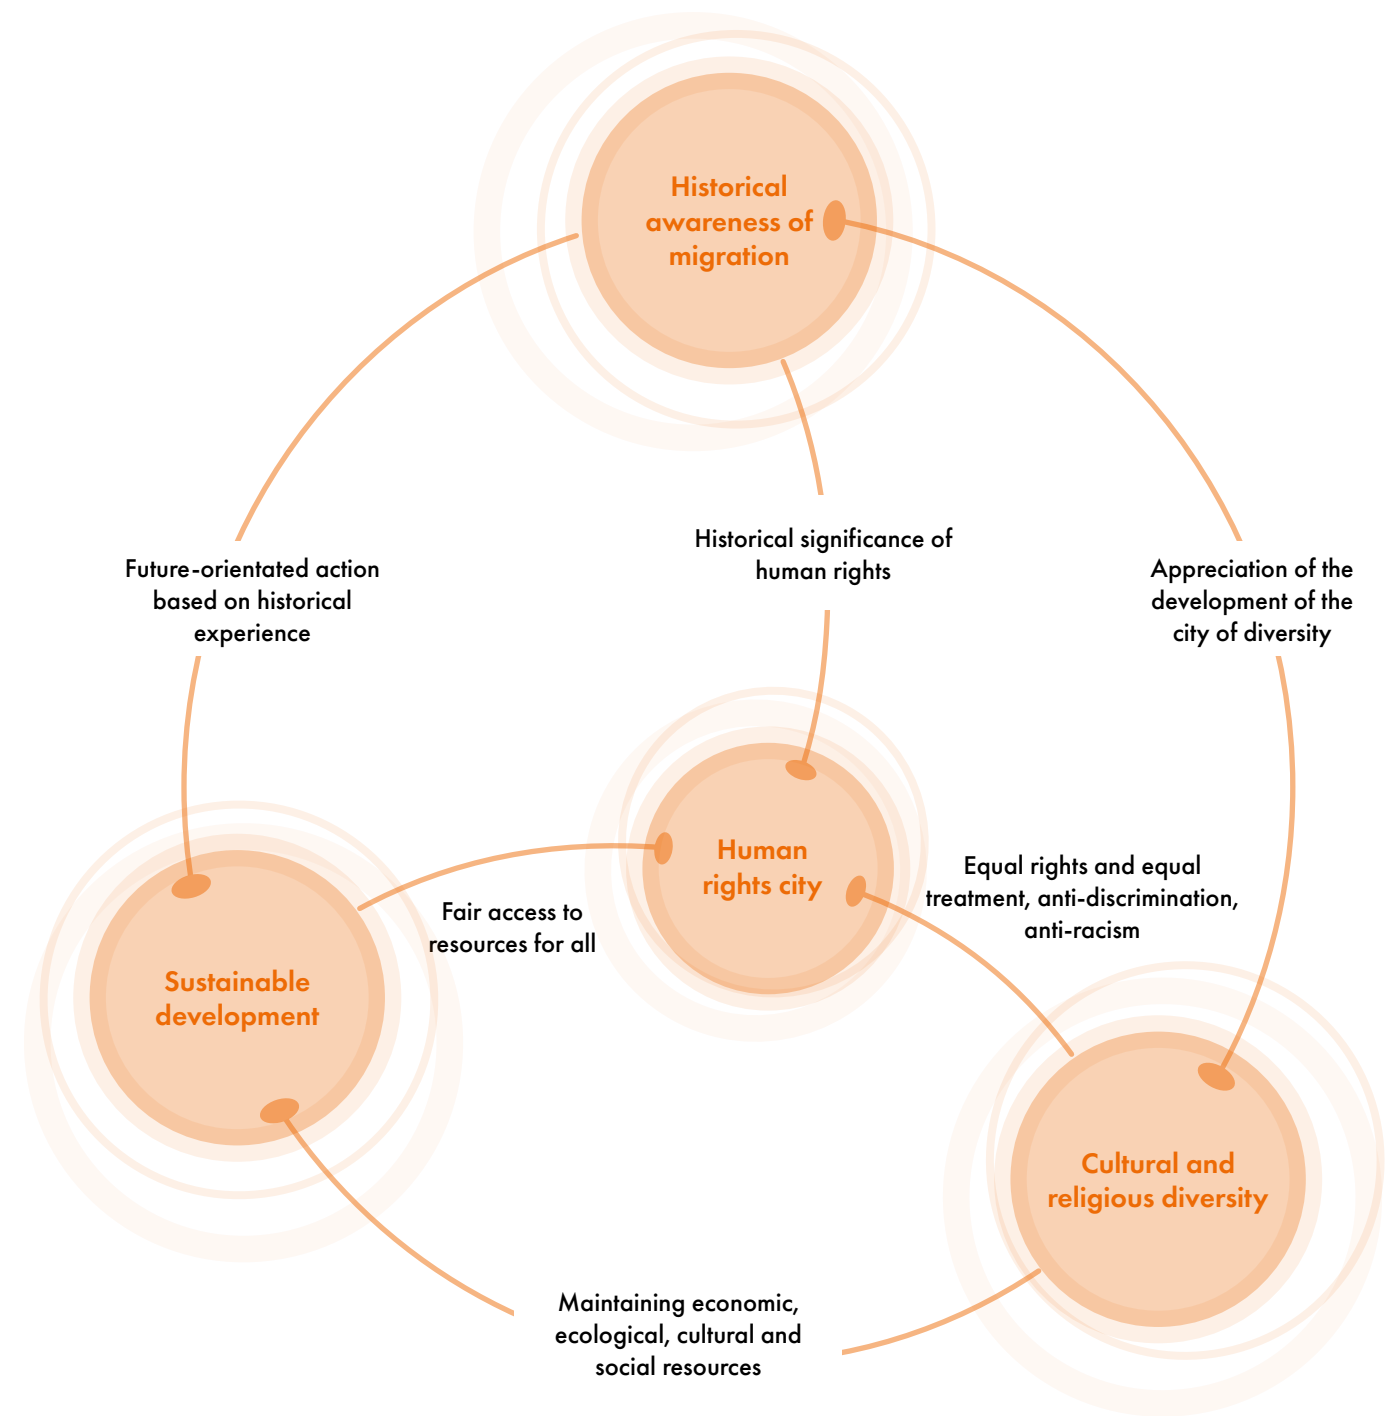 Historical
awareness of
migration
Historical significance of
human rights
Future-orientated action
based on historical
experience
Appreciation of the
development of the
city of diversity
Human
rights city
Equal rights and equal
treatment, anti-discrimination,
anti-racism
Fair access to
resources for all
Sustainable
development
Cultural and
religious diversity
Maintaining economic,
ecological, cultural and
social resources